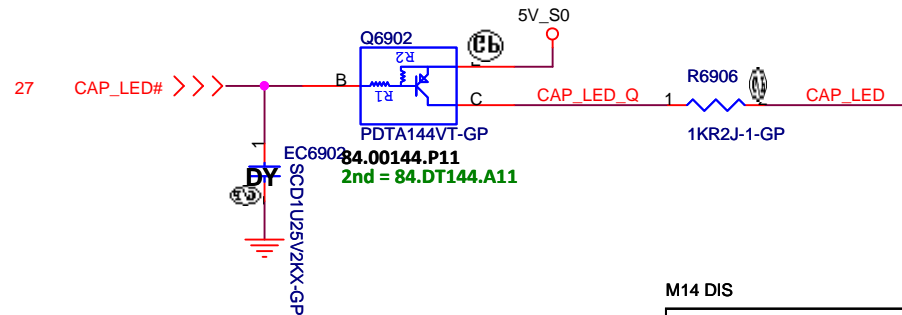 5V_S0
Q6902
R2
R1
B
C
27 CAP_LED#
CAP_LED_Q
1
R6906
CAP_LED
1KR2J-1-GP
PDTA144VT-GP
84.00144.P11
2nd = 84.DT144.A11
1
EC6902
DY
SCD1U25V2KX-GP
M14 DIS